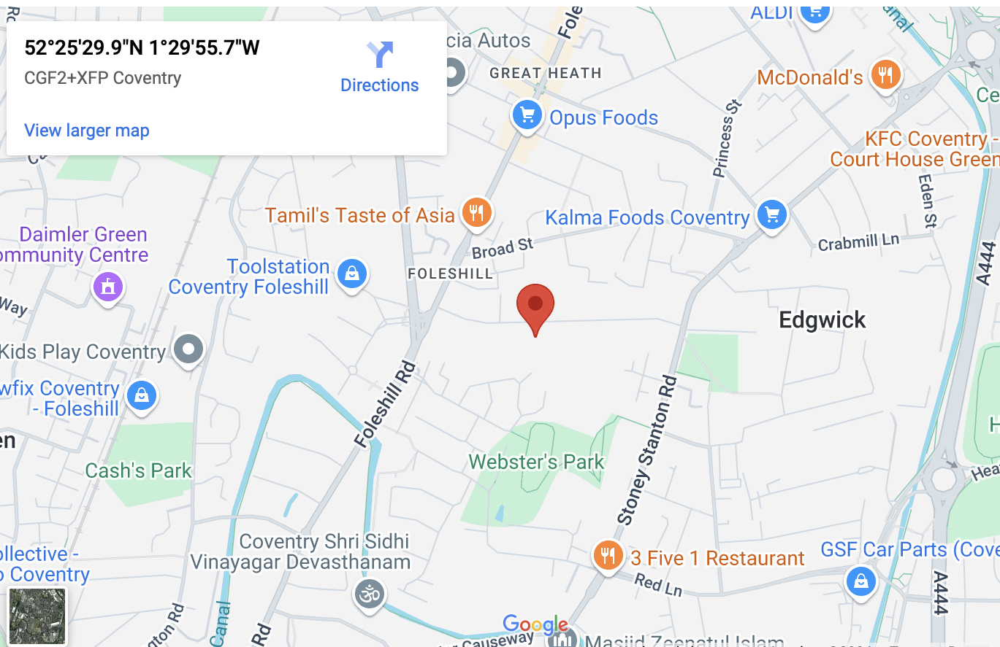 52°25'29.9"N 1°29'55.7"W
CGF2+XFP Coventry
Directions
View larger map
ALDI
Canal
cia Autos
GREAT HEATH
McDonald's
Opus Foods
Princess St
KFC Coventry -
Court House Green
Eden St
Tamil's Taste of Asia
Kalma Foods Coventry
Broad St
Crabmill Ln
Daimler Green
ommunity Centre
Toolstation
Coventry Foleshill
FOLESHILL
A444
Way
Edgwick
Kids Play Coventry
wfix Coventry
- Foleshill
Foleshill Rd
Stoney Stanton Rd
en
Cash's Park
Webster's Park
Coventry Shri Sidhi
Vinayagar Devasthanam
ollective -
o Coventry
3 Five 1 Restaurant
GSF Car Parts (Cove
Red Ln
A444
gton Rd
Canal
Rd
Google
Causeway
Masjid Zeenatul Islam